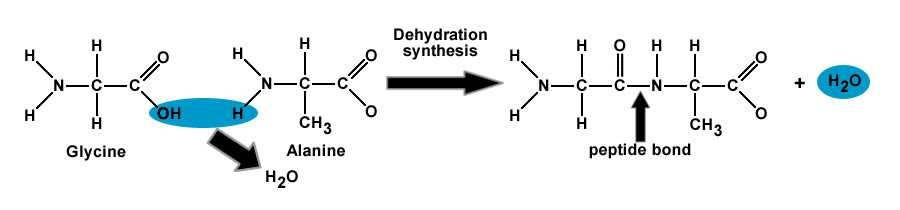 Dehydration
synthesis
H H O H H O H H O H H O
N C C N C C N C C N C C + H₂O
H H OH H CH₃ O H H CH₃ O
Glycine Alanine peptide bond
H₂O